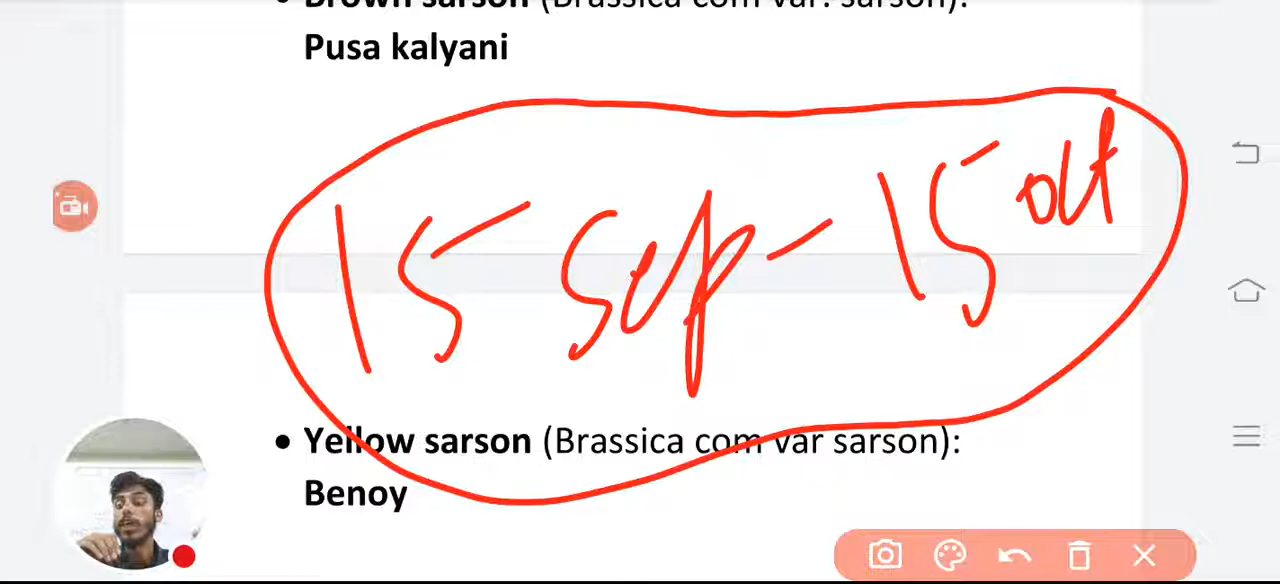 • Brown sarson (Brassica com var. sarson):
Pusa kalyani
15 Sep - 15 oct
• Yellow sarson (Brassica com var sarson):
Benoy